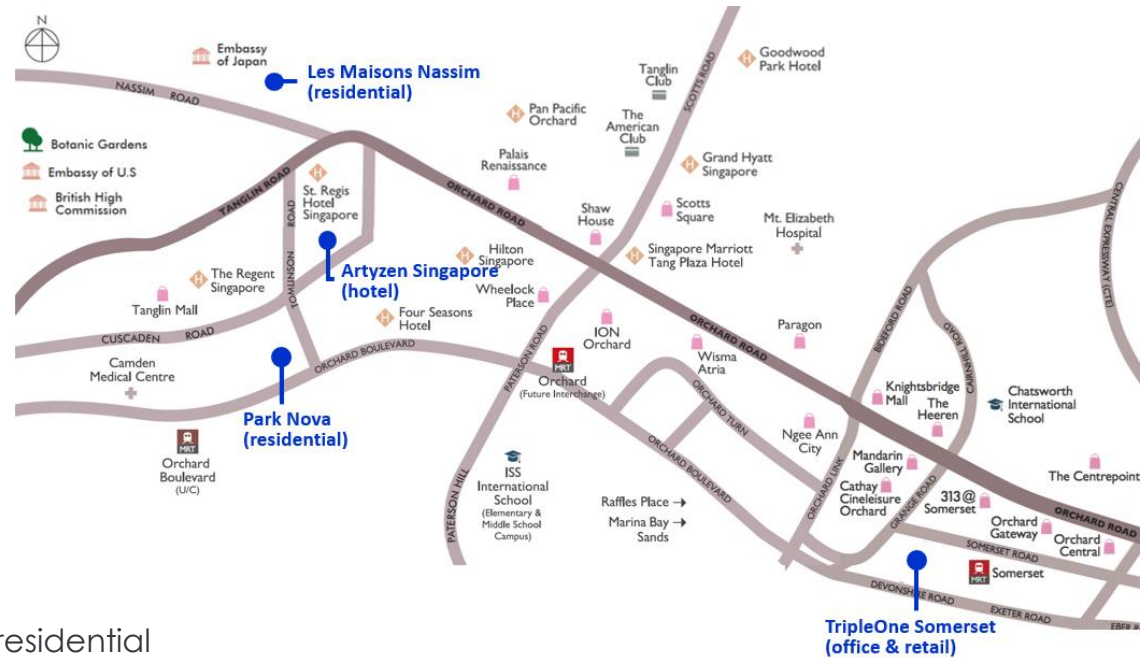 N
Embassy
of Japan
Les Maisons Nassim
(residential)
NASSIM ROAD
Botanic Gardens
Embassy of U.S
British High
Commission
TANGLIN ROAD
St. Regis
Hotel
Singapore
TOMLINSON ROAD
Artyzen Singapore
(hotel)
The Regent
Singapore
Tanglin Mall
CUSCADEN ROAD
Camden
Medical Centre
Park Nova
(residential)
MRT
Orchard
Boulevard
(U/C)
ORCHARD BOULEVARD
Four Seasons
Hotel
Hilton
Singapore
Wheelock
Place
Palais
Renaissance
Pan Pacific
Orchard
ORCHARD ROAD
Tanglin
Club
The
American
Club
SCOTTS ROAD
Goodwood
Park Hotel
Grand Hyatt
Singapore
Scotts
Square
Shaw
House
Singapore Marriott
Tang Plaza Hotel
Mt. Elizabeth
Hospital
PATERSON ROAD
ION
Orchard
MRT
Orchard
(Future Interchange)
PATERSON HILL
ISS
International
School
(Elementary &
Middle School
Campus)
Wisma
Atria
ORCHARD ROAD
Paragon
ORCHARD TURN
ORCHARD BOULEVARD
Raffles Place →
Marina Bay →
Sands
Ngee Ann
City
ORCHARD LINK
BIDEFORD ROAD
CAIRNHILL ROAD
CENTRAL EXPRESSWAY (CTE)
Knightsbridge
Mall
The
Heeren
Chatsworth
International
School
Mandarin
Gallery
Cathay
Cineleisure
Orchard
GRANGE ROAD
313@
Somerset
The Centrepoint
Orchard
Gateway
Orchard
Central
ORCHARD ROAD
SOMERSET ROAD
MRT
Somerset
DEVONSHIRE ROAD
EXETER ROAD
TripleOne Somerset
(office & retail)
residential